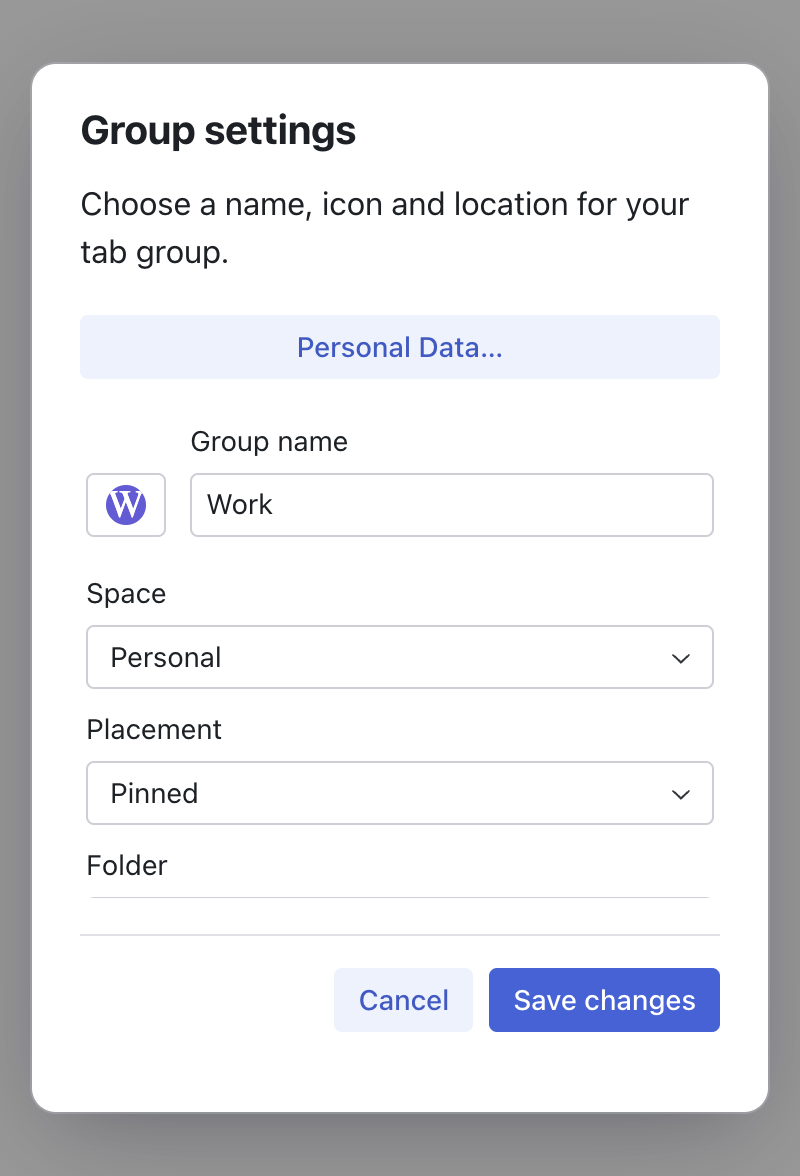 Group settings
Choose a name, icon and location for your
tab group.
Personal Data...
Group name
W
Work
Space
Personal
Placement
Pinned
Folder
Cancel
Save changes